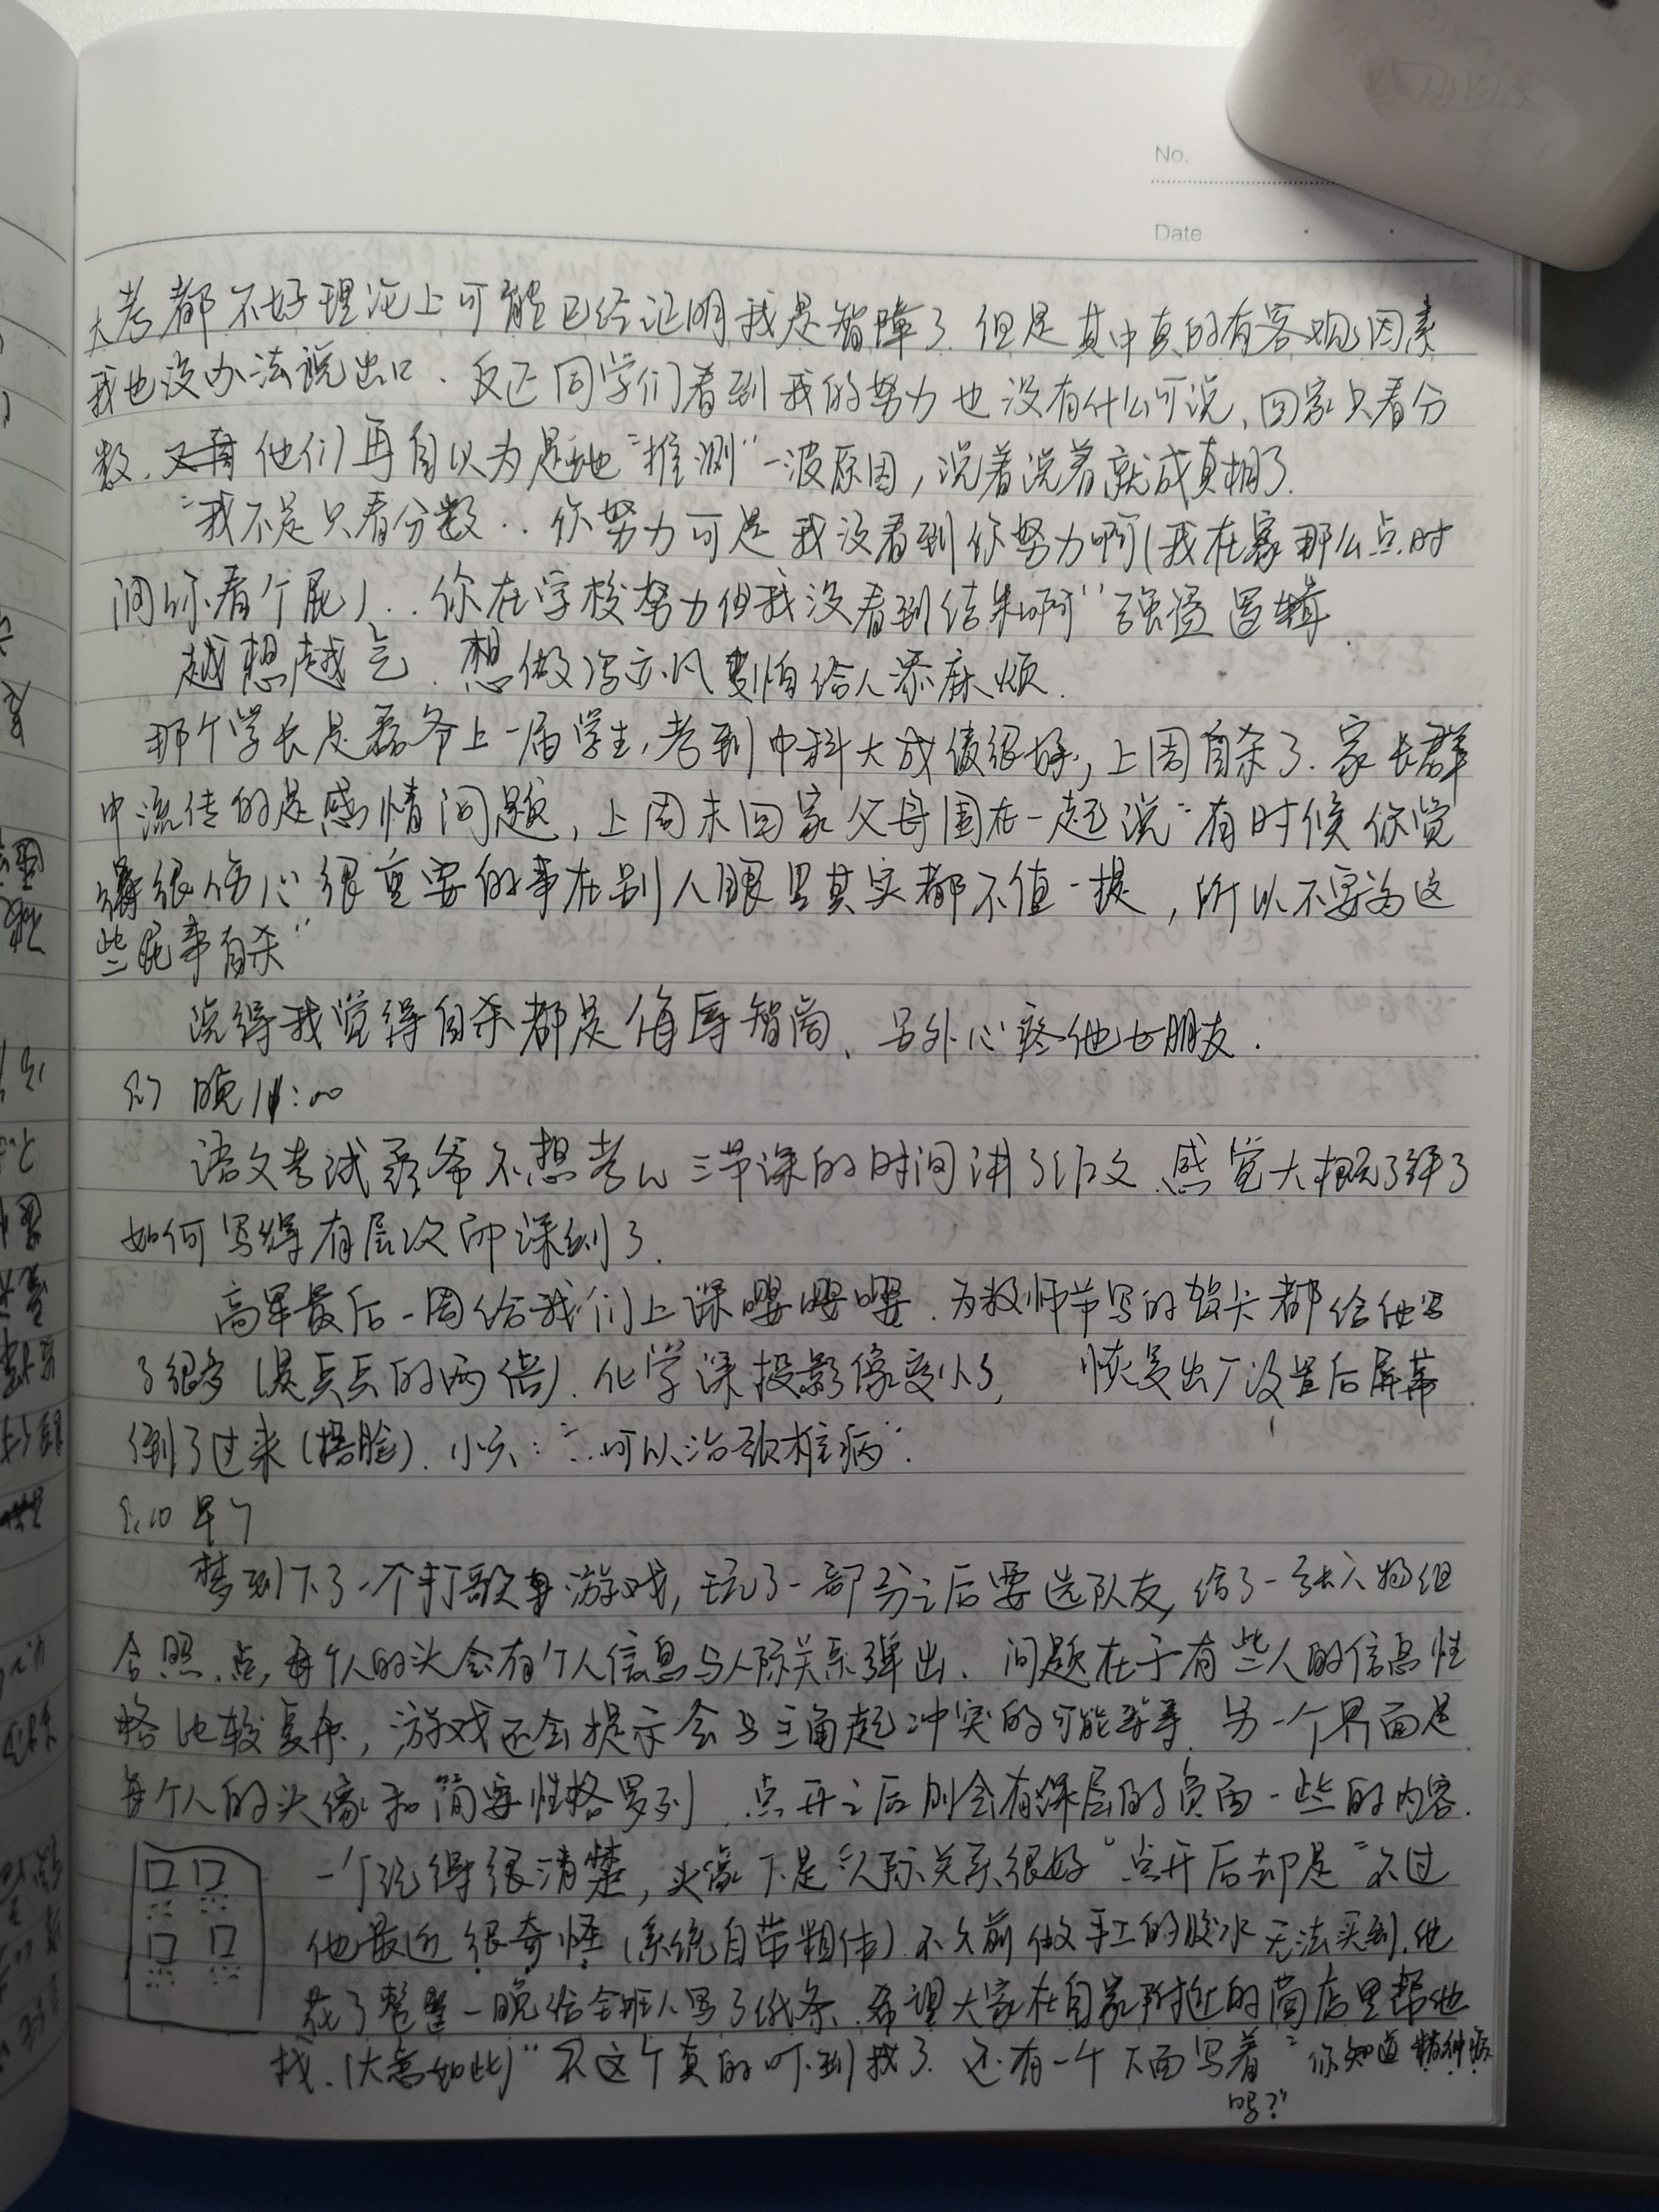 No.
Date
大考都不好理论上可能已经证明我是智障了.但是其中真的有客观因素
我也没办法说出口.反正同学们看到我的努力也没有什么可说、回家只看分
数.他们再自以为是地“推测”一波原因,说着说着就成真相了.
“我不是只看分数..你努力可是我没看到你努力啊(我在家那么点时
间你看个屁)..你在学校努力但我没看到结果啊”强盗逻辑.
越想越气.想做怕给人添麻烦.
那个学长是磊爷上一届学生,考到中科大成绩很好,上周自杀了.家长群
中流传的是感情问题,上周末回家父母围在一起说“有时候你觉
得很伤心很重要的事在别人眼里其实都不值一提,所以不要为这
些屁事自杀”
说得我觉得自杀都是侮辱智商、另外心疼他女朋友.
晚11:00
语文考试磊爷不想考 三节课的时间讲了作文.感觉大概了解了
如何写得有层次而深刻了.
高军最后一周给我们上课嘤嘤嘤.为教师节写的都给他写
了很多(是兵兵的两倍).化学课投影像变小了,恢复出厂设置后屏幕
倒了过来(捂脸).小六:“..可以治颈椎病”.
9.10 早7
梦到下了一个打歌游戏,玩了一部分之后要选队友,给了一张人物组
合照.点每个人的头会有个人信息与人际关系弹出、问题在于有些人的信息性
格比较复杂,游戏还会提示会与主角起冲突的可能等等.另一个界面是
每个人的头像和简要性格罗列.点开之后则会有深层的负面一些的内容.
一个记得很清楚,头像下是“人际关系很好”点开后却是“不过
他最近很奇怪(系统自带粗体).不久前做手工的胶水无法买到.他
花了整整一晚给全班人写了纸条.希望大家在自家附近的商店里帮他
找.(大意如此)”这个真的吓到我了.还有一个下面写着“你知道精神病
吗?”